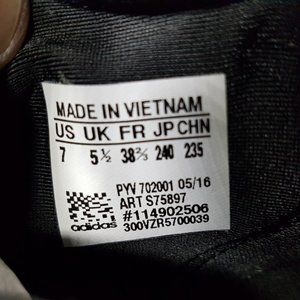 MADE IN VIETNAM
US UK FR JP CHN
7 5½ 38⅔ 240 235
PYV 702001 05/16
ART S75897
#114902506
300VZR5700039
adidas